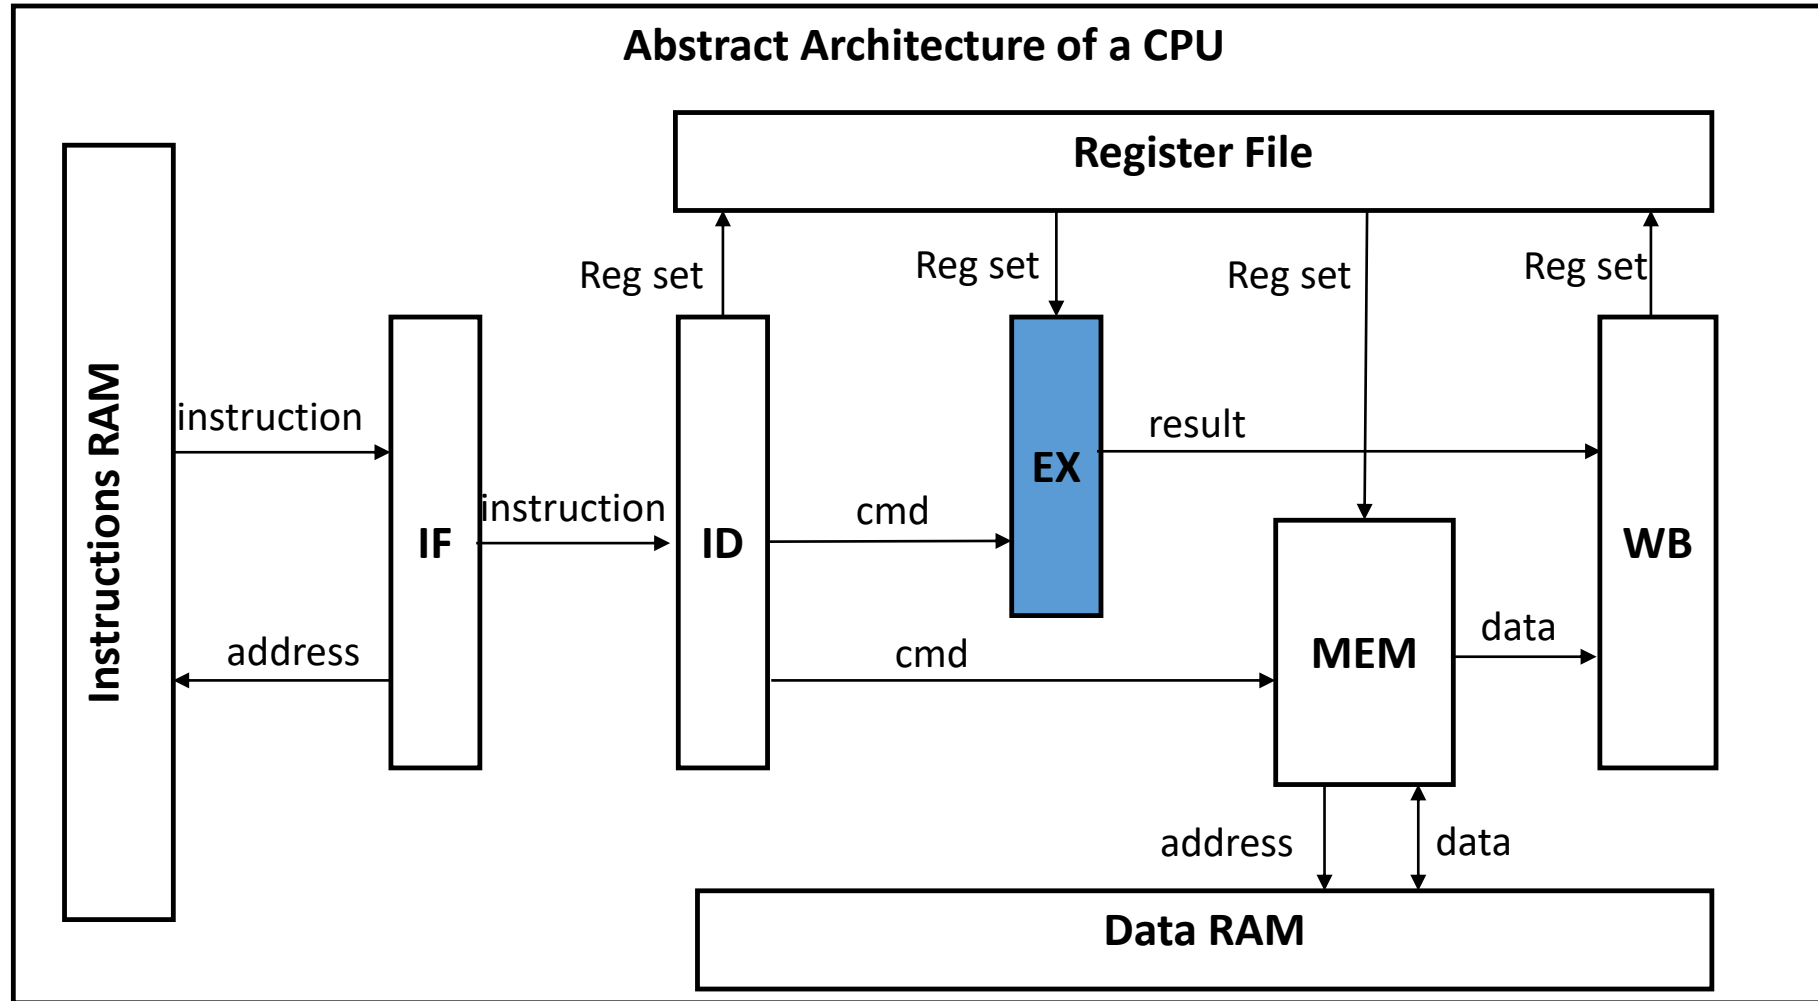 Abstract Architecture of a CPU
Register File
Reg set
Reg set
Reg set
Reg set
Instructions RAM
instruction
address
IF
instruction
ID
cmd
cmd
EX
result
MEM
data
WB
address
data
Data RAM